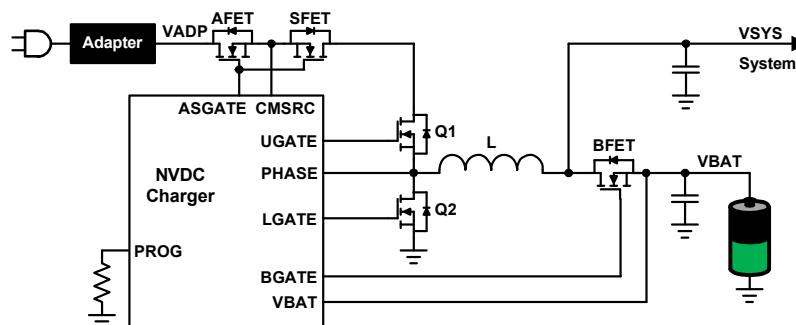 AFET
SFET
VADP
Adapter
VSYS
System
ASGATE
CMSRC
Q1
UGATE
L
BFET
VBAT
NVDC
Charger
PHASE
Q2
LGATE
PROG
BGATE
VBAT